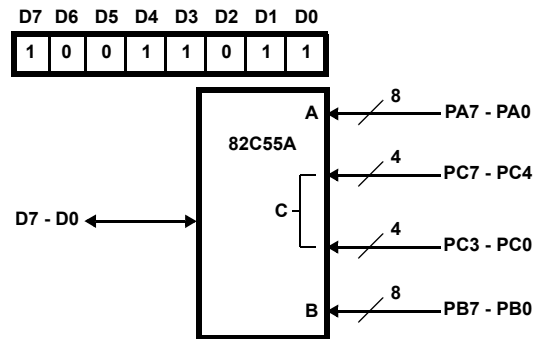 D7 D6 D5 D4 D3 D2 D1 D0
1 0 0 1 1 0 1 1
8
A
PA7 - PA0
82C55A
4
PC7 - PC4
C
D7 - D0
4
PC3 - PC0
8
B
PB7 - PB0